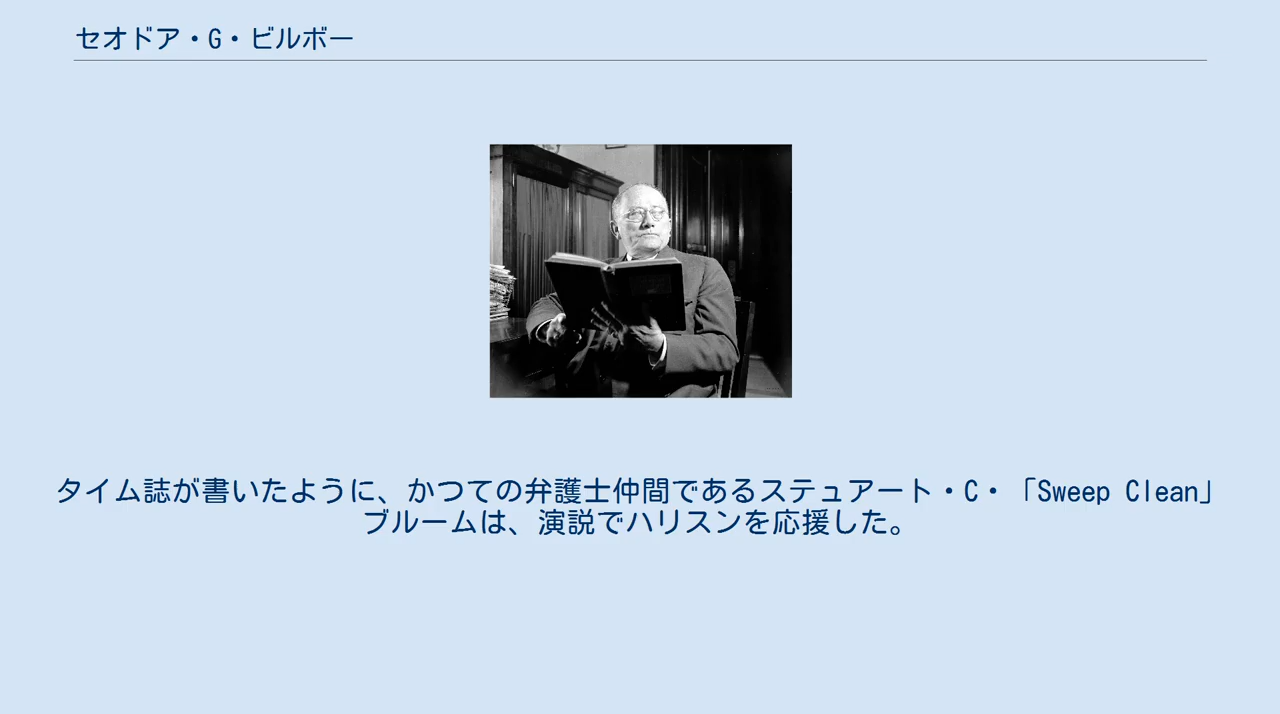 セオドア・G・ビルボー
タイム誌が書いたように、かつての弁護士仲間であるステュアート・C・「Sweep Clean」
ブルームは、演説でハリスンを応援した。